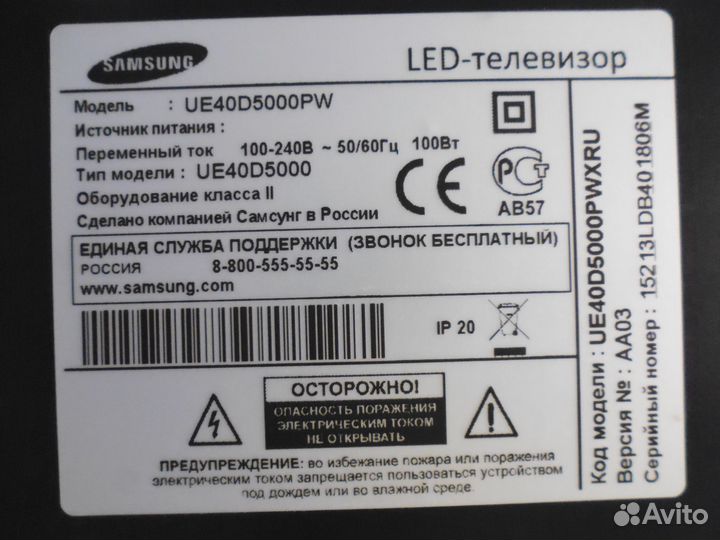 SAMSUNG
LED-телевизор
Модель : UE40D5000PW
Источник питания :
Переменный ток 100-240В ~ 50/60Гц 100Вт
Тип модели : UE40D5000
Оборудование класса II
Сделано компанией Самсунг в России
CE
РСТ
АВ57
ЕДИНАЯ СЛУЖБА ПОДДЕРЖКИ (ЗВОНОК БЕСПЛАТНЫЙ)
РОССИЯ 8-800-555-55-55
www.samsung.com
IP 20
ОСТОРОЖНО!
ОПАСНОСТЬ ПОРАЖЕНИЯ
ЭЛЕКТРИЧЕСКИМ ТОКОМ
НЕ ОТКРЫВАТЬ
ПРЕДУПРЕЖДЕНИЕ: во избежание пожара или поражения
электрическим током запрещается пользоваться устройством
под дождем или во влажной среде.
Код модели : UE40D5000PWXRU
Версия № : AA03
Серийный номер : 15213LDB401806M
Avito